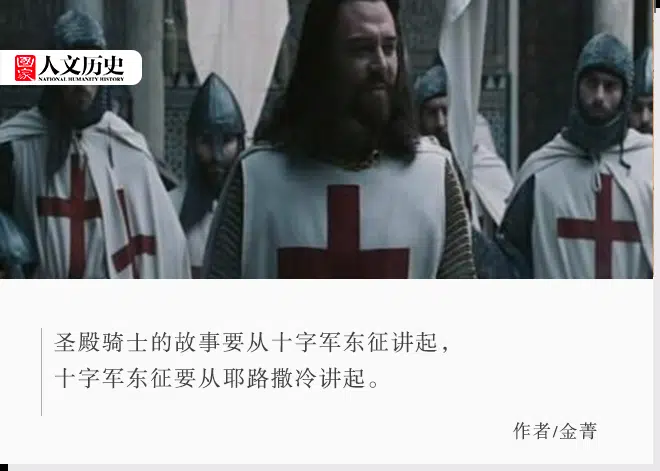 國家人文历史
NATIONAL HUMANITY HISTORY
圣殿骑士的故事要从十字军东征讲起，
十字军东征要从耶路撒冷讲起。
作者/金菁